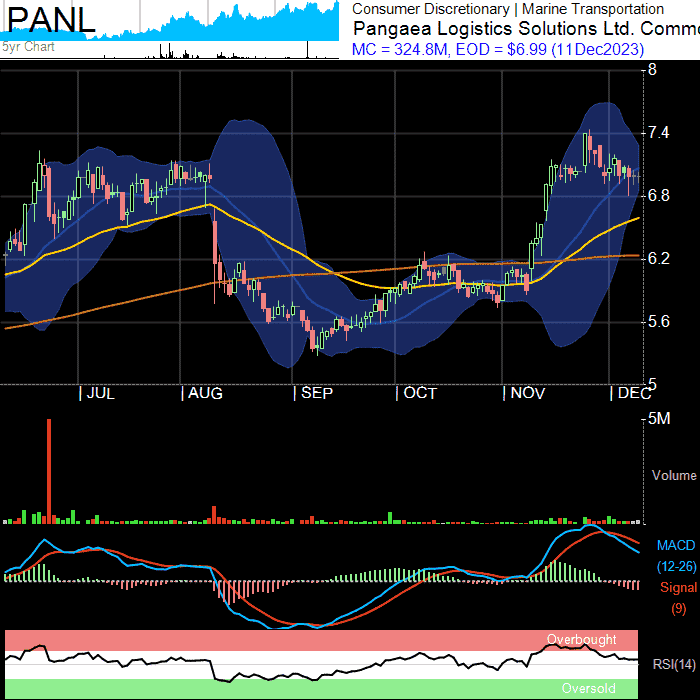 PANL
5yr Chart
Consumer Discretionary | Marine Transportation
Pangaea Logistics Solutions Ltd. Commo
MC = 324.8M, EOD = $6.99 (11Dec2023)
8
7.4
6.8
6.2
5.6
5
JUL AUG SEP OCT NOV DEC
5M
Volume
MACD
(12-26)
Signal
(9)
Overbought
RSI(14)
Oversold